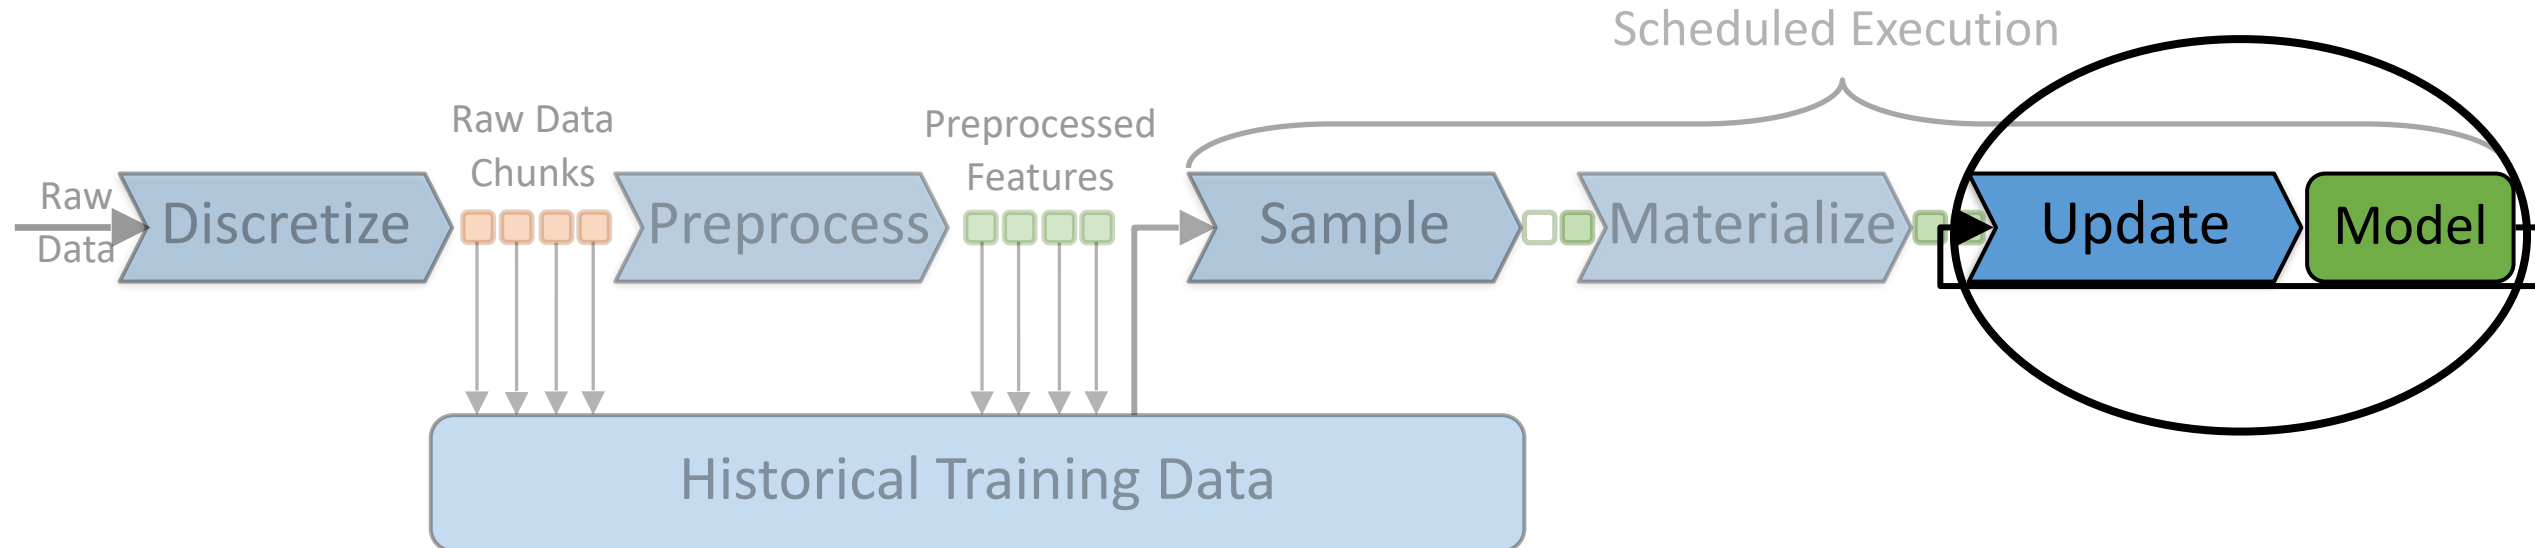 Scheduled Execution
Raw Data
Chunks
Preprocessed
Features
Raw
Data
Discretize
Preprocess
Sample
Materialize
Update
Model
Historical Training Data